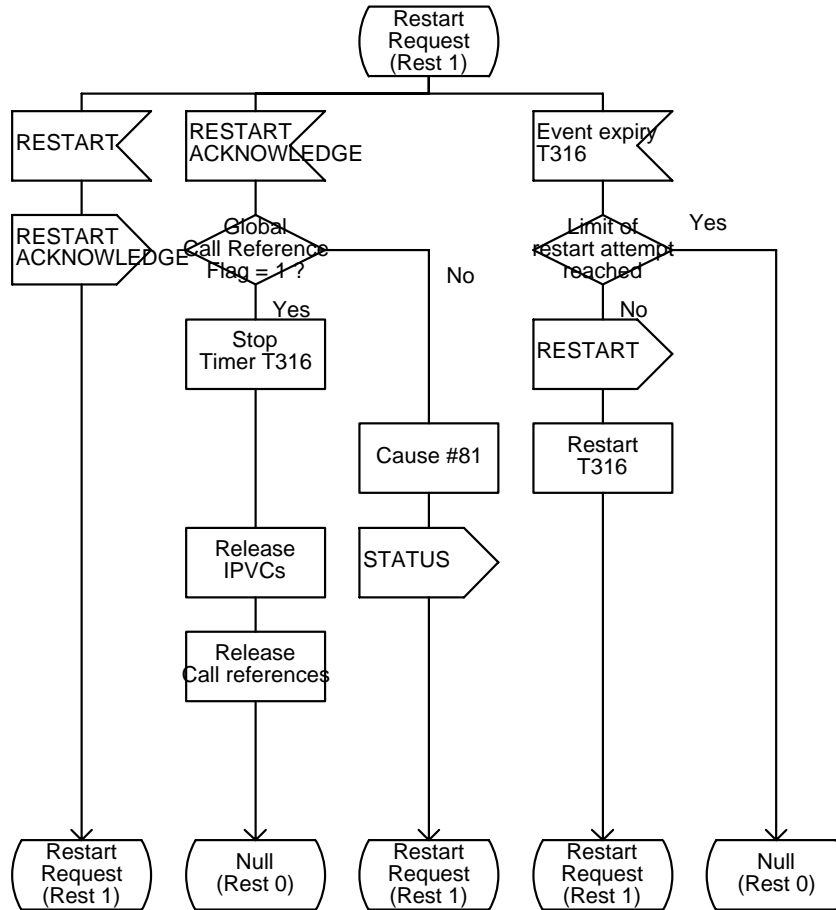 Restart
Request
(Rest 1)
RESTART
RESTART
ACKNOWLEDGE
Event expiry
T316
RESTART
ACKNOWLEDGE
Global
Call Reference
Flag = 1 ?
Limit of
restart attempt
reached
Yes
No
Yes
No
Stop
Timer T316
RESTART
Cause #81
Restart
T316
Release
IPVCs
STATUS
Release
Call references
Restart
Request
(Rest 1)
Null
(Rest 0)
Restart
Request
(Rest 1)
Restart
Request
(Rest 1)
Null
(Rest 0)